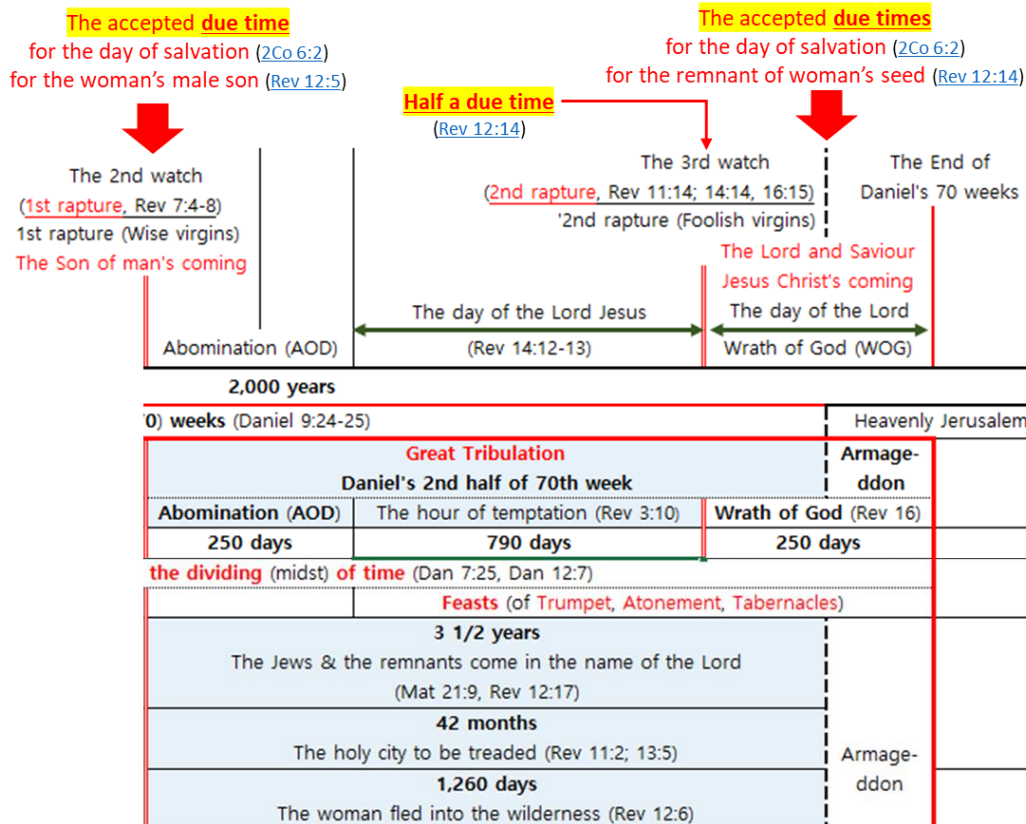 The accepted due time
for the day of salvation (2Co 6:2)
for the woman's male son (Rev 12:5)
The accepted due times
for the day of salvation (2Co 6:2)
for the remnant of woman's seed (Rev 12:14)
Half a due time
(Rev 12:14)
The 2nd watch
(1st rapture, Rev 7:4-8)
1st rapture (Wise virgins)
The Son of man's coming
The 3rd watch
(2nd rapture, Rev 11:14; 14:14, 16:15)
'2nd rapture (Foolish virgins)
The End of
Daniel's 70 weeks
The Lord and Saviour
Jesus Christ's coming
The day of the Lord Jesus
The day of the Lord
Abomination (AOD)
(Rev 14:12-13)
Wrath of God (WOG)
2,000 years
'0) weeks (Daniel 9:24-25)
Heavenly Jerusalem
Great Tribulation
Daniel's 2nd half of 70th week
Armage-
ddon
Abomination (AOD)
The hour of temptation (Rev 3:10)
Wrath of God (Rev 16)
250 days
790 days
250 days
the dividing (midst) of time (Dan 7:25, Dan 12:7)
Feasts (of Trumpet, Atonement, Tabernacles)
3 1/2 years
The Jews & the remnants come in the name of the Lord
(Mat 21:9, Rev 12:17)
42 months
The holy city to be treaded (Rev 11:2; 13:5)
1,260 days
The woman fled into the wilderness (Rev 12:6)
Armage-
ddon